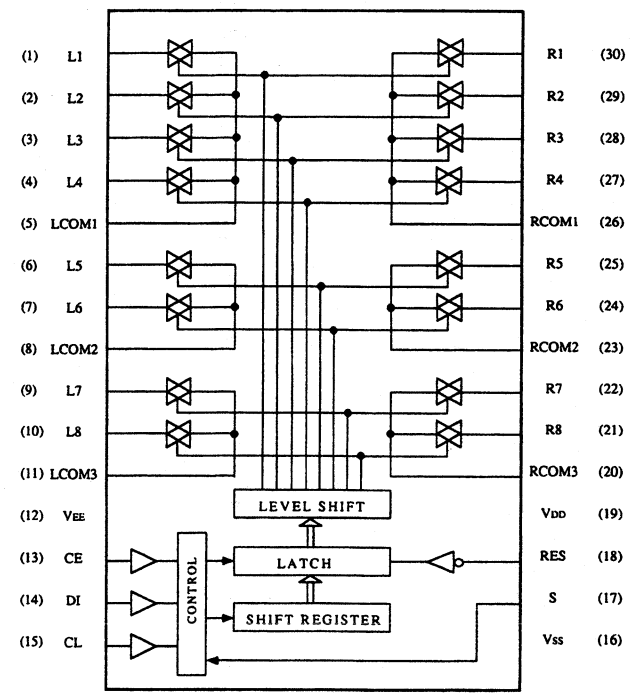 (1) L1 R1 (30)
(2) L2 R2 (29)
(3) L3 R3 (28)
(4) L4 R4 (27)
(5) LCOM1 RCOM1 (26)
(6) L5 R5 (25)
(7) L6 R6 (24)
(8) LCOM2 RCOM2 (23)
(9) L7 R7 (22)
(10) L8 R8 (21)
(11) LCOM3 RCOM3 (20)
LEVEL SHIFT
(12) VEE VDD (19)
(13) CE LATCH RES (18)
CONTROL
(14) DI SHIFT REGISTER S (17)
(15) CL VSS (16)